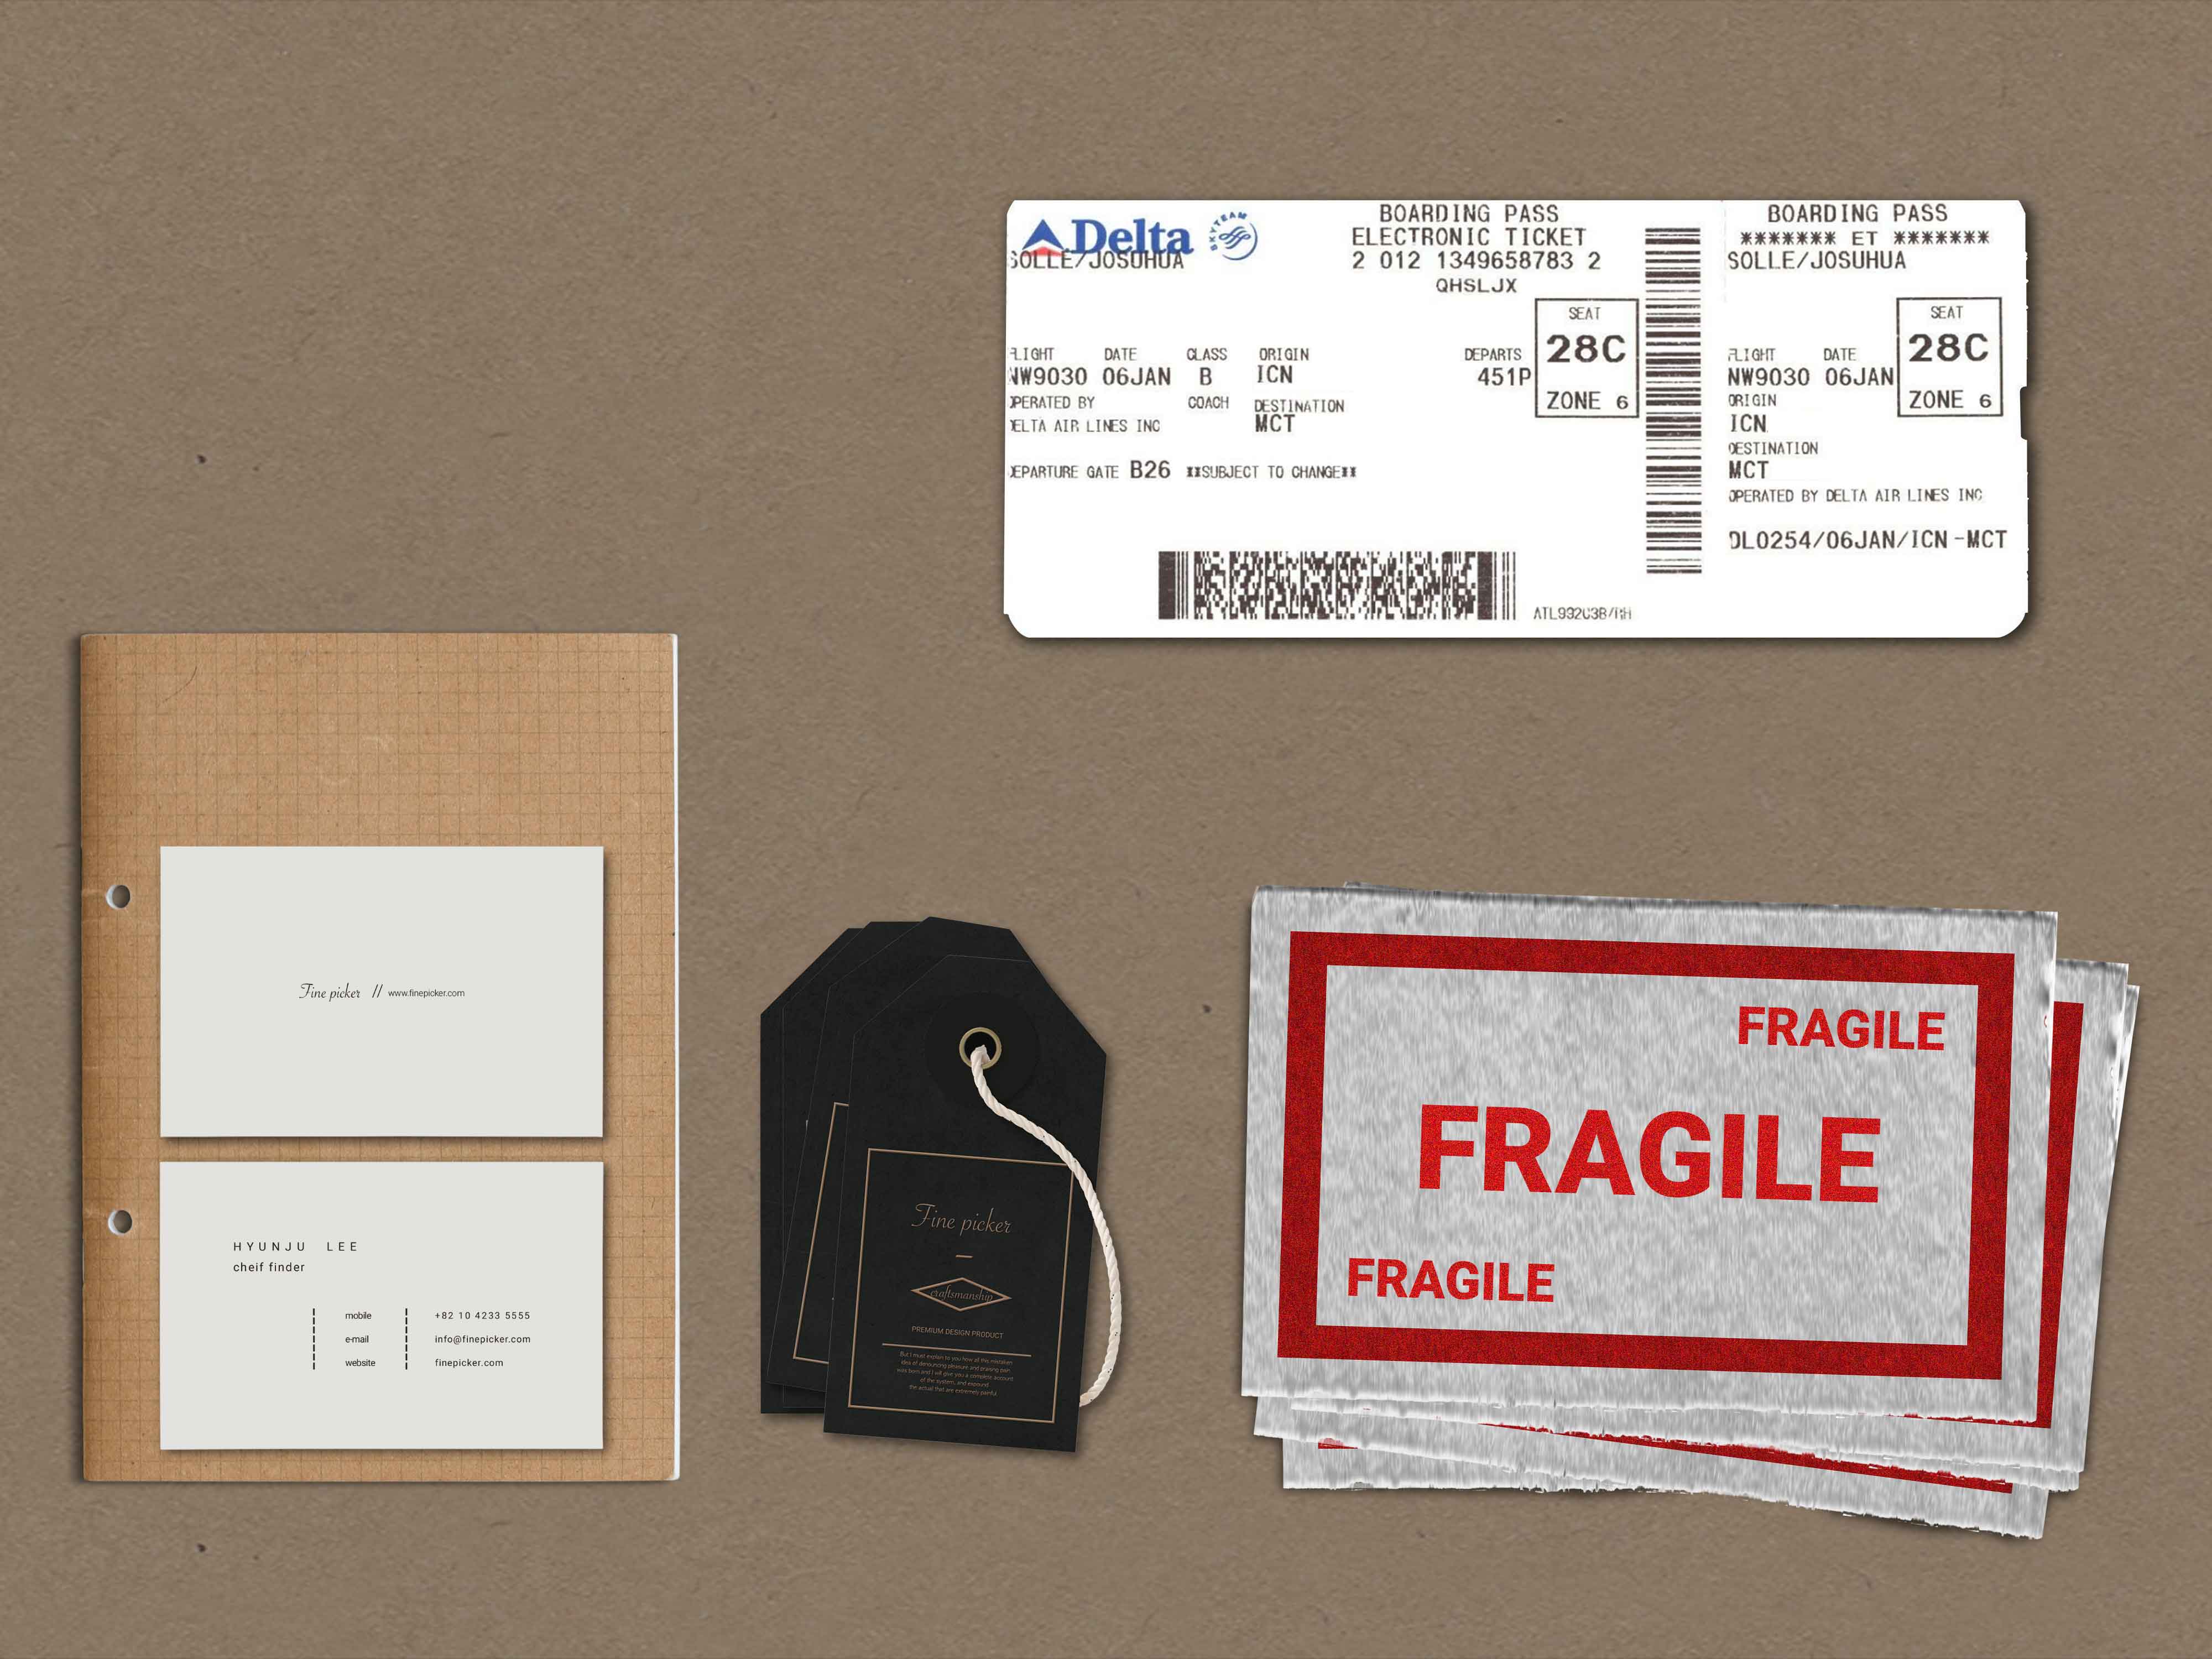 Delta
SKYTEAM
SOLLE/JOSUHUA
BOARDING PASS
ELECTRONIC TICKET
2 012 1349658783 2
QHSLJX
SEAT
28C
ZONE 6
FLIGHT DATE CLASS ORIGIN DEPARTS
NW9030 06JAN B ICN 451P
OPERATED BY COACH DESTINATION
DELTA AIR LINES INC MCT
DEPARTURE GATE B26 **SUBJECT TO CHANGE**
BOARDING PASS
******* ET *******
SOLLE/JOSUHUA
SEAT
28C
ZONE 6
FLIGHT DATE
NW9030 06JAN
ORIGIN
ICN
DESTINATION
MCT
OPERATED BY DELTA AIR LINES INC
DL0254/06JAN/ICN-MCT
Fine picker // www.finepicker.com
HYUNJU LEE
cheif finder
mobile +82 10 4233 5555
e-mail info@finepicker.com
website finepicker.com
Fine picker
craftsmanship
PREMIUM DESIGN PRODUCT
But I must explain to you how all this mistaken
idea of denouncing pleasure and praising pain
was born and I will give you a complete account
of the system, and expound
the actual that are extremely painful.
FRAGILE
FRAGILE
FRAGILE